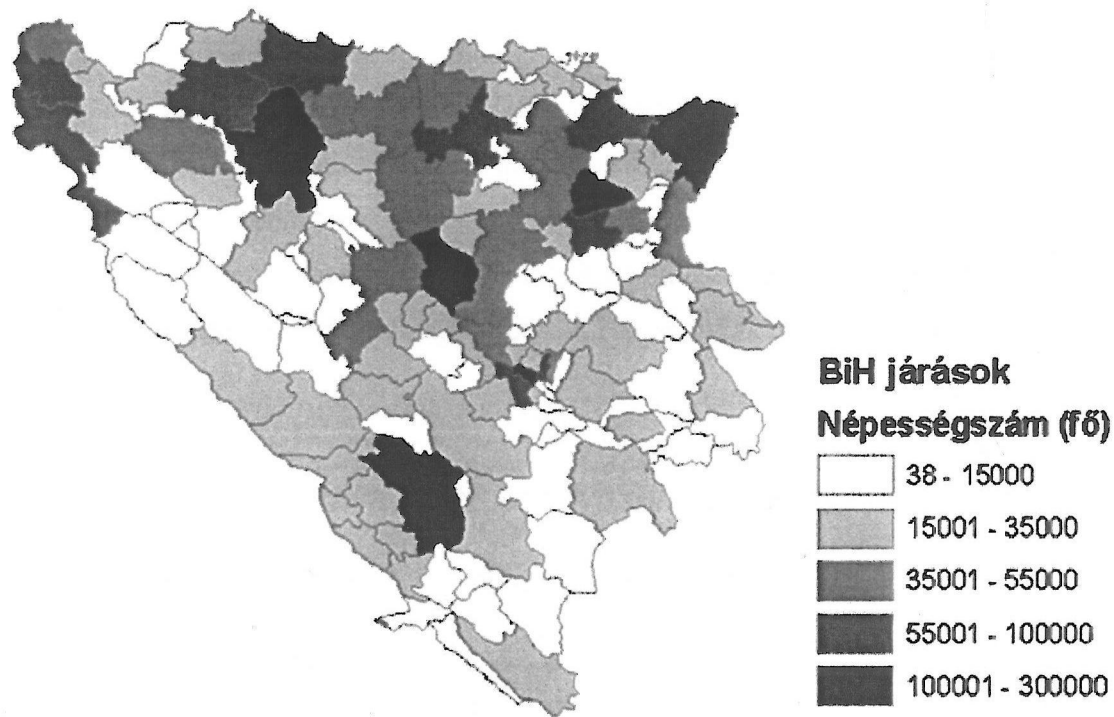 BiH járások
Népességszám (fő)
38 - 15000
15001 - 35000
35001 - 55000
55001 - 100000
100001 - 300000